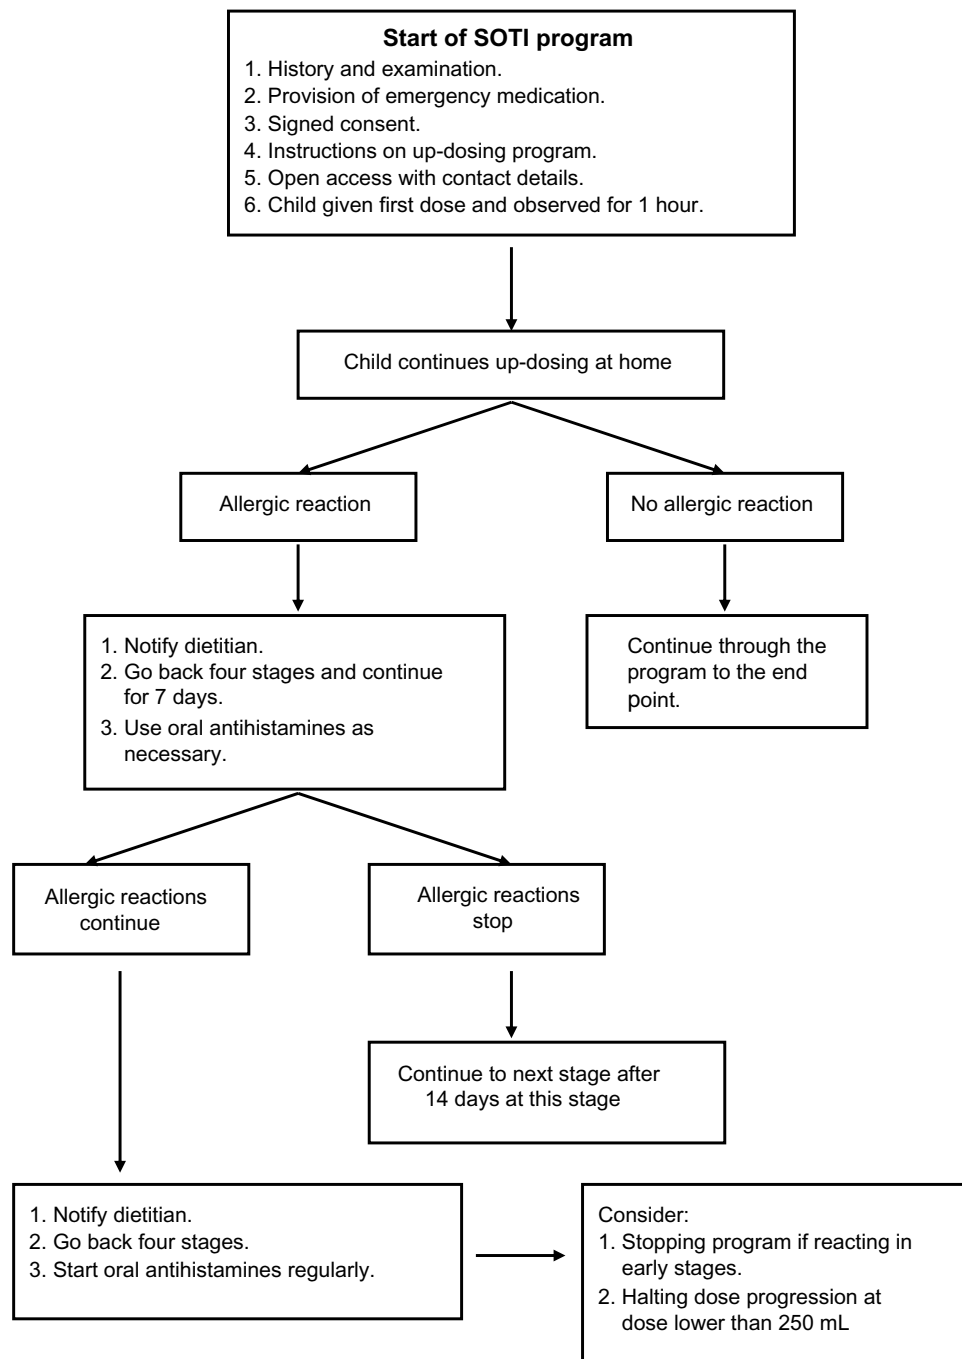 Start of SOTI program
1. History and examination.
2. Provision of emergency medication.
3. Signed consent.
4. Instructions on up-dosing program.
5. Open access with contact details.
6. Child given first dose and observed for 1 hour.
Child continues up-dosing at home
Allergic reaction
No allergic reaction
1. Notify dietitian.
2. Go back four stages and continue
for 7 days.
3. Use oral antihistamines as
necessary.
Continue through the
program to the end
point.
Allergic reactions
continue
Allergic reactions
stop
Continue to next stage after
14 days at this stage
1. Notify dietitian.
2. Go back four stages.
3. Start oral antihistamines regularly.
Consider:
1. Stopping program if reacting in
early stages.
2. Halting dose progression at
dose lower than 250 mL